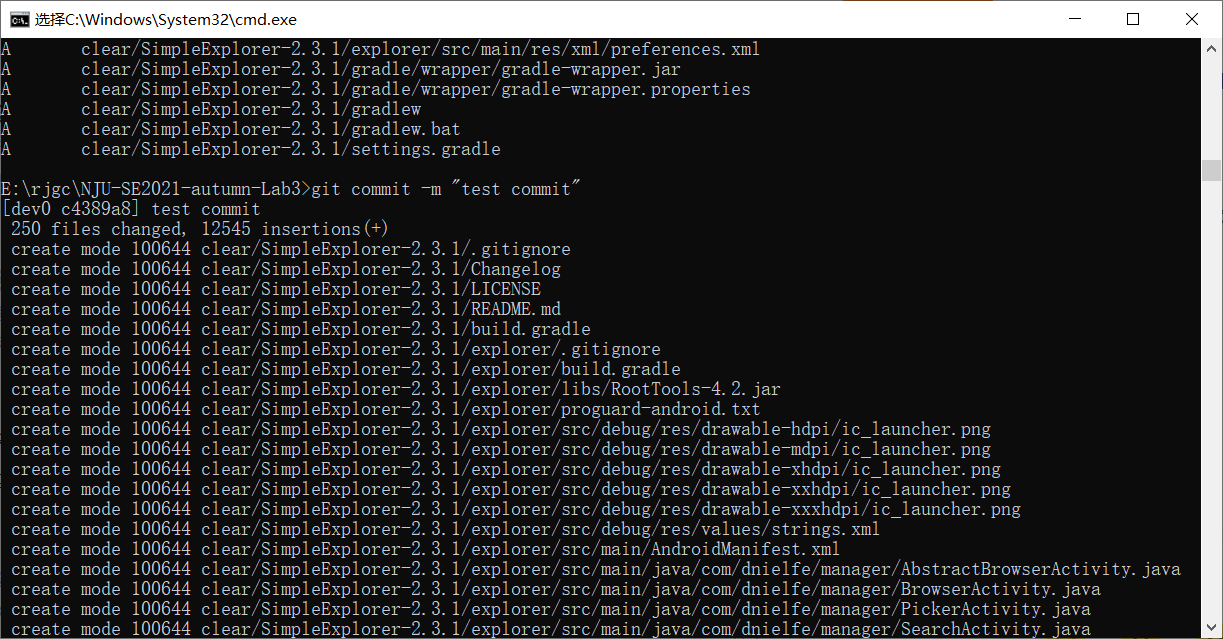 选择C:\Windows\System32\cmd.exe
A       clear/SimpleExplorer-2.3.1/explorer/src/main/res/xml/preferences.xml
A       clear/SimpleExplorer-2.3.1/gradle/wrapper/gradle-wrapper.jar
A       clear/SimpleExplorer-2.3.1/gradle/wrapper/gradle-wrapper.properties
A       clear/SimpleExplorer-2.3.1/gradlew
A       clear/SimpleExplorer-2.3.1/gradlew.bat
A       clear/SimpleExplorer-2.3.1/settings.gradle
E:\rjgc\NJU-SE2021-autumn-Lab3>git commit -m "test commit"
[dev0 c4389a8] test commit
 250 files changed, 12545 insertions(+)
 create mode 100644 clear/SimpleExplorer-2.3.1/.gitignore
 create mode 100644 clear/SimpleExplorer-2.3.1/Changelog
 create mode 100644 clear/SimpleExplorer-2.3.1/LICENSE
 create mode 100644 clear/SimpleExplorer-2.3.1/README.md
 create mode 100644 clear/SimpleExplorer-2.3.1/build.gradle
 create mode 100644 clear/SimpleExplorer-2.3.1/explorer/.gitignore
 create mode 100644 clear/SimpleExplorer-2.3.1/explorer/build.gradle
 create mode 100644 clear/SimpleExplorer-2.3.1/explorer/libs/RootTools-4.2.jar
 create mode 100644 clear/SimpleExplorer-2.3.1/explorer/proguard-android.txt
 create mode 100644 clear/SimpleExplorer-2.3.1/explorer/src/debug/res/drawable-hdpi/ic_launcher.png
 create mode 100644 clear/SimpleExplorer-2.3.1/explorer/src/debug/res/drawable-mdpi/ic_launcher.png
 create mode 100644 clear/SimpleExplorer-2.3.1/explorer/src/debug/res/drawable-xhdpi/ic_launcher.png
 create mode 100644 clear/SimpleExplorer-2.3.1/explorer/src/debug/res/drawable-xxhdpi/ic_launcher.png
 create mode 100644 clear/SimpleExplorer-2.3.1/explorer/src/debug/res/drawable-xxxhdpi/ic_launcher.png
 create mode 100644 clear/SimpleExplorer-2.3.1/explorer/src/debug/res/values/strings.xml
 create mode 100644 clear/SimpleExplorer-2.3.1/explorer/src/main/AndroidManifest.xml
 create mode 100644 clear/SimpleExplorer-2.3.1/explorer/src/main/java/com/dnielfe/manager/AbstractBrowserActivity.java
 create mode 100644 clear/SimpleExplorer-2.3.1/explorer/src/main/java/com/dnielfe/manager/BrowserActivity.java
 create mode 100644 clear/SimpleExplorer-2.3.1/explorer/src/main/java/com/dnielfe/manager/PickerActivity.java
 create mode 100644 clear/SimpleExplorer-2.3.1/explorer/src/main/java/com/dnielfe/manager/SearchActivity.java